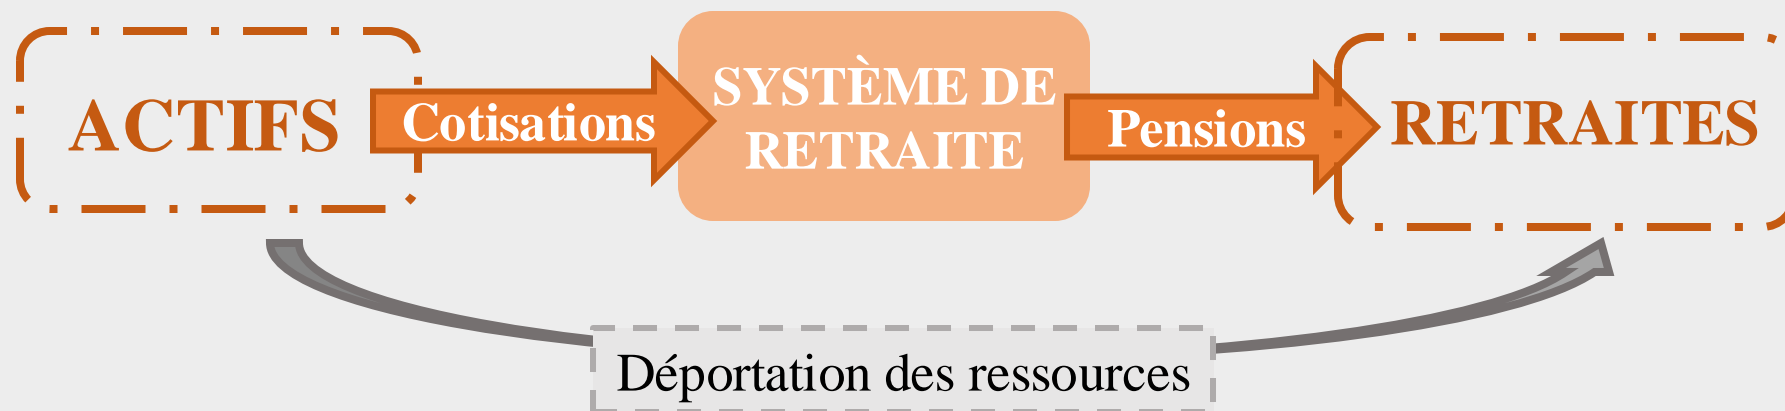 ACTIFS
Cotisations
SYSTÈME DE
RETRAITE
Pensions
RETRAITES
Déportation des ressources